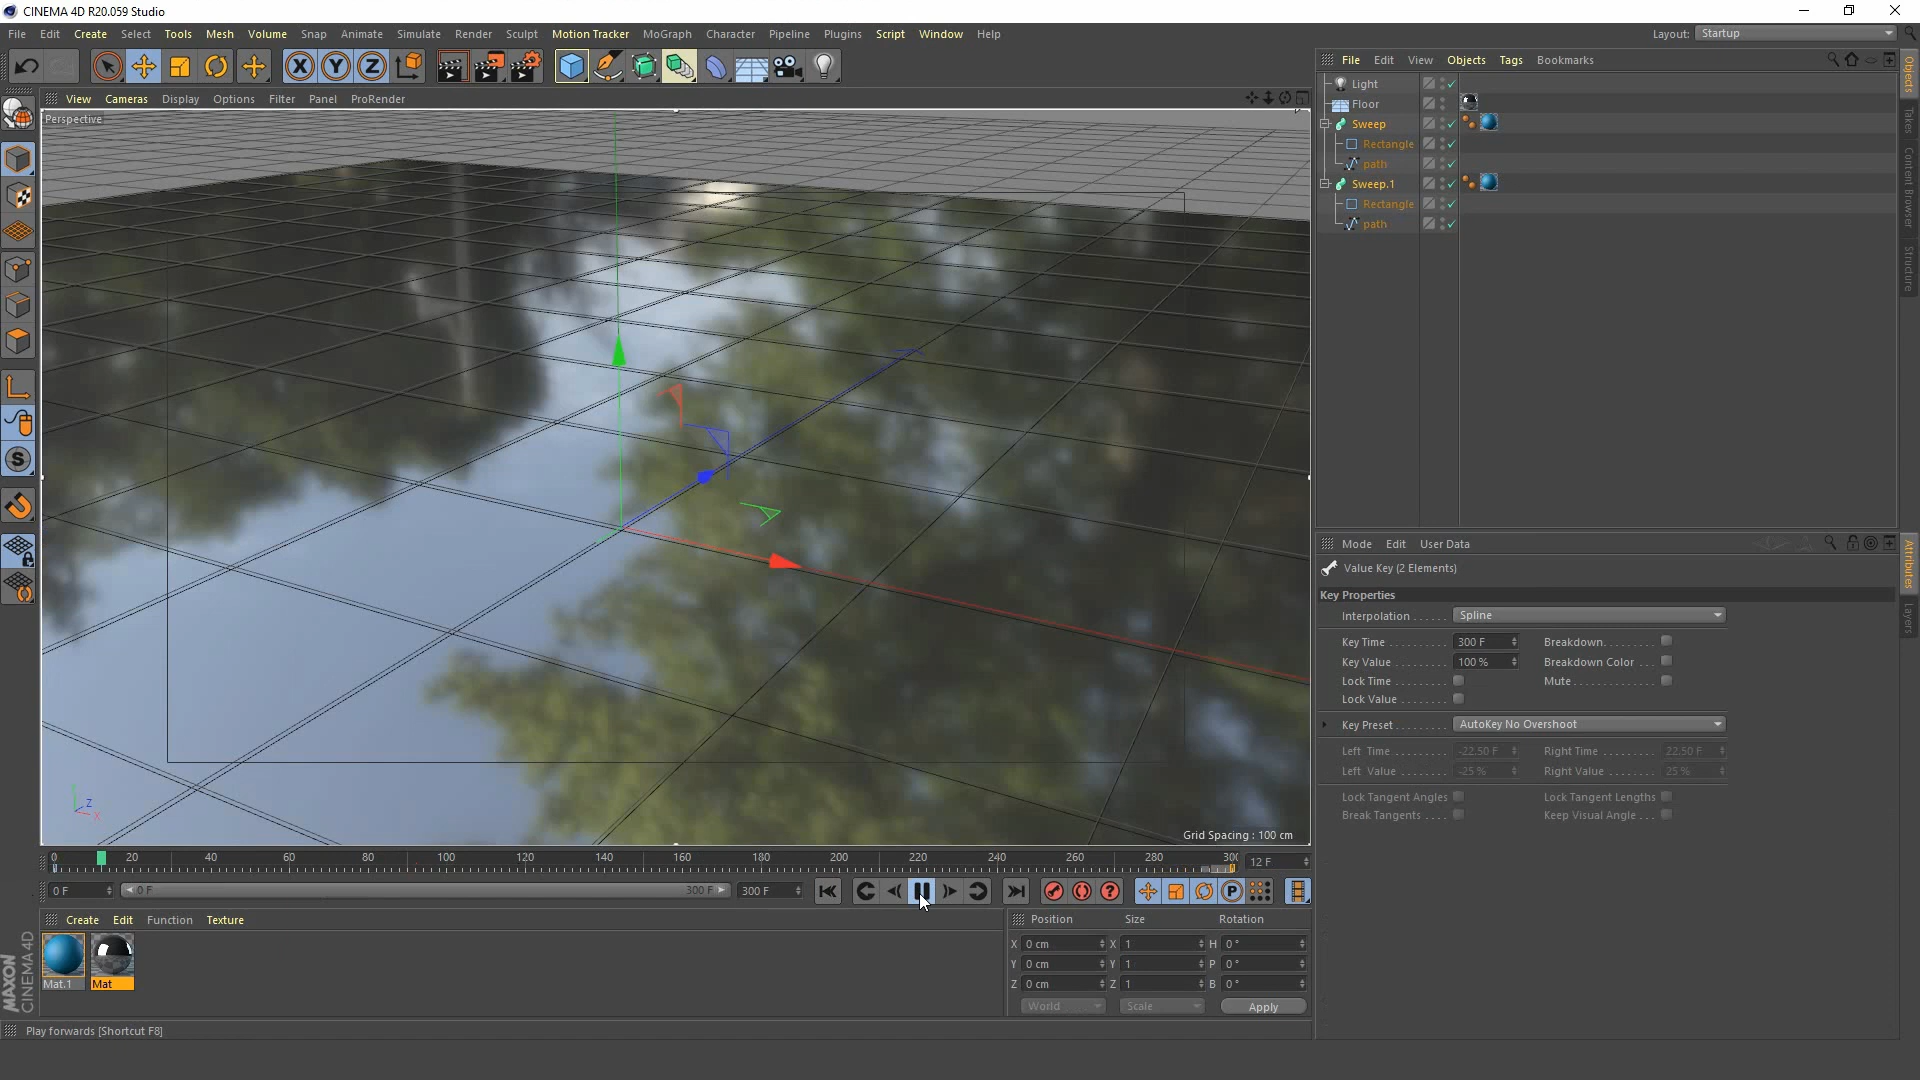 CINEMA 4D R20.059 Studio
File Edit Create Select Tools Mesh Volume Snap Animate Simulate Render Sculpt Motion Tracker MoGraph Character Pipeline Plugins Script Window Help
Layout: Startup
File Edit View Objects Tags Bookmarks
View Cameras Display Options Filter Panel ProRender
Perspective
Light
Floor
Sweep
Rectangle
path
Sweep.1
Rectangle
path
Objects
Takes
Content Browser
Structure
Mode Edit User Data
Value Key (2 Elements)
Key Properties
Interpolation...... Spline
Key Time......... 300 F Breakdown........
Key Value........ 100 % Breakdown Color ...
Lock Time........ Mute.............
Lock Value .......
Key Preset........ AutoKey No Overshoot
Left Time......... -22.50 F Right Time ........ 22.50 F
Left Value ....... -25 % Right Value ....... 25 %
Lock Tangent Angles Lock Tangent Lengths
Break Tangents .... Keep Visual Angle....
Attributes
Layers
Z
X
Grid Spacing : 100 cm
0 20 40 60 80 100 120 140 160 180 200 220 240 260 280 300
12 F
0 F 0 F 300 F 300 F
Create Edit Function Texture
Mat.1 Mat
Position Size Rotation
X 0 cm X 1 H 0 °
Y 0 cm Y 1 P 0 °
Z 0 cm Z 1 B 0 °
World Scale Apply
MAXON
CINEMA 4D
Play forwards [Shortcut F8]